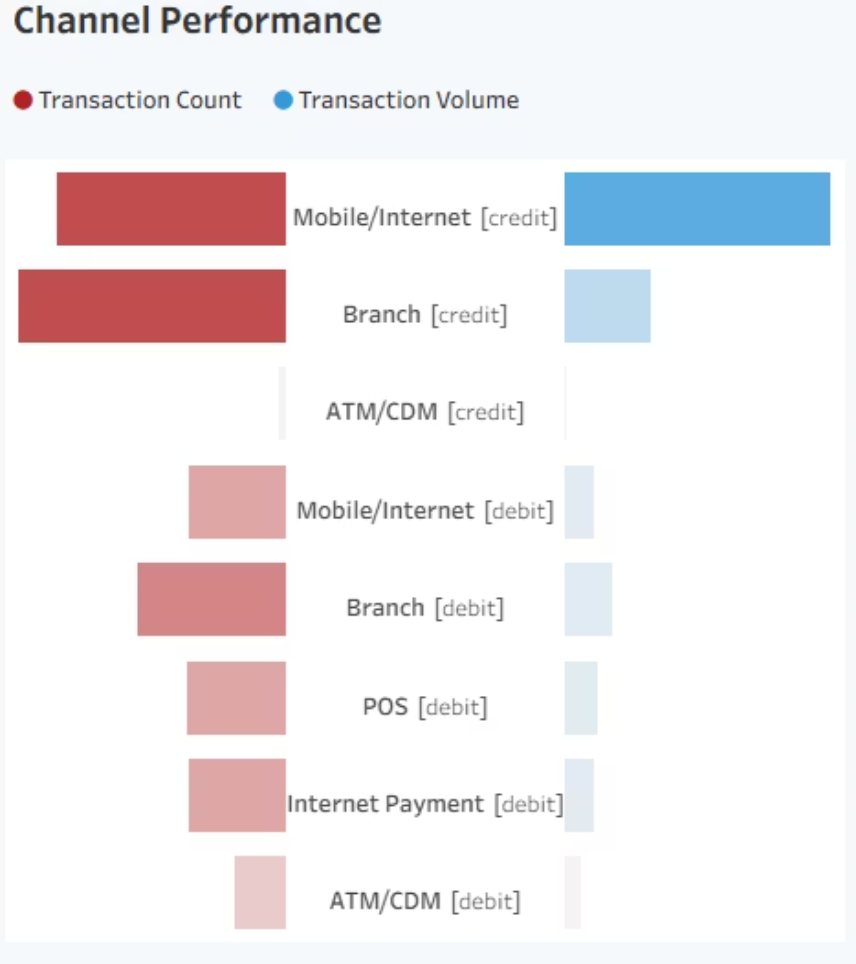 Channel Performance
Transaction Count Transaction Volume
Mobile/Internet [credit]
Branch [credit]
ATM/CDM [credit]
Mobile/Internet [debit]
Branch [debit]
POS [debit]
Internet Payment [debit]
ATM/CDM [debit]